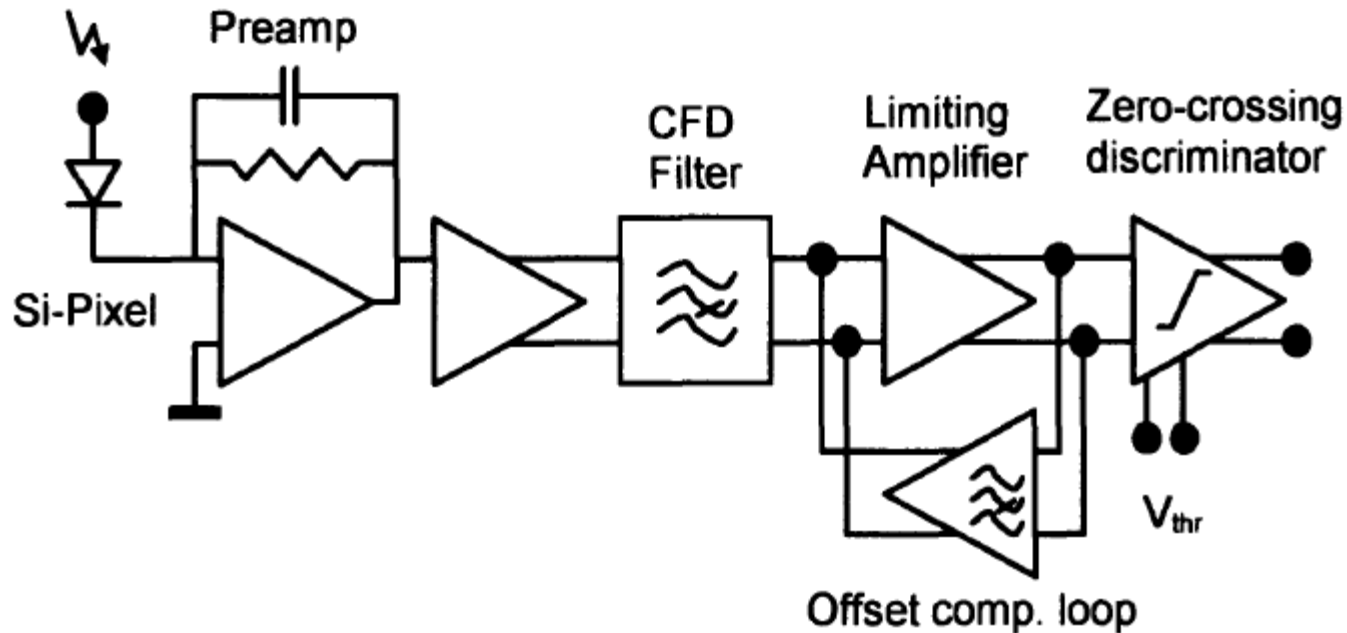 Preamp
CFD
Filter
Limiting
Amplifier
Zero-crossing
discriminator
Si-Pixel
Vthr
Offset comp. loop